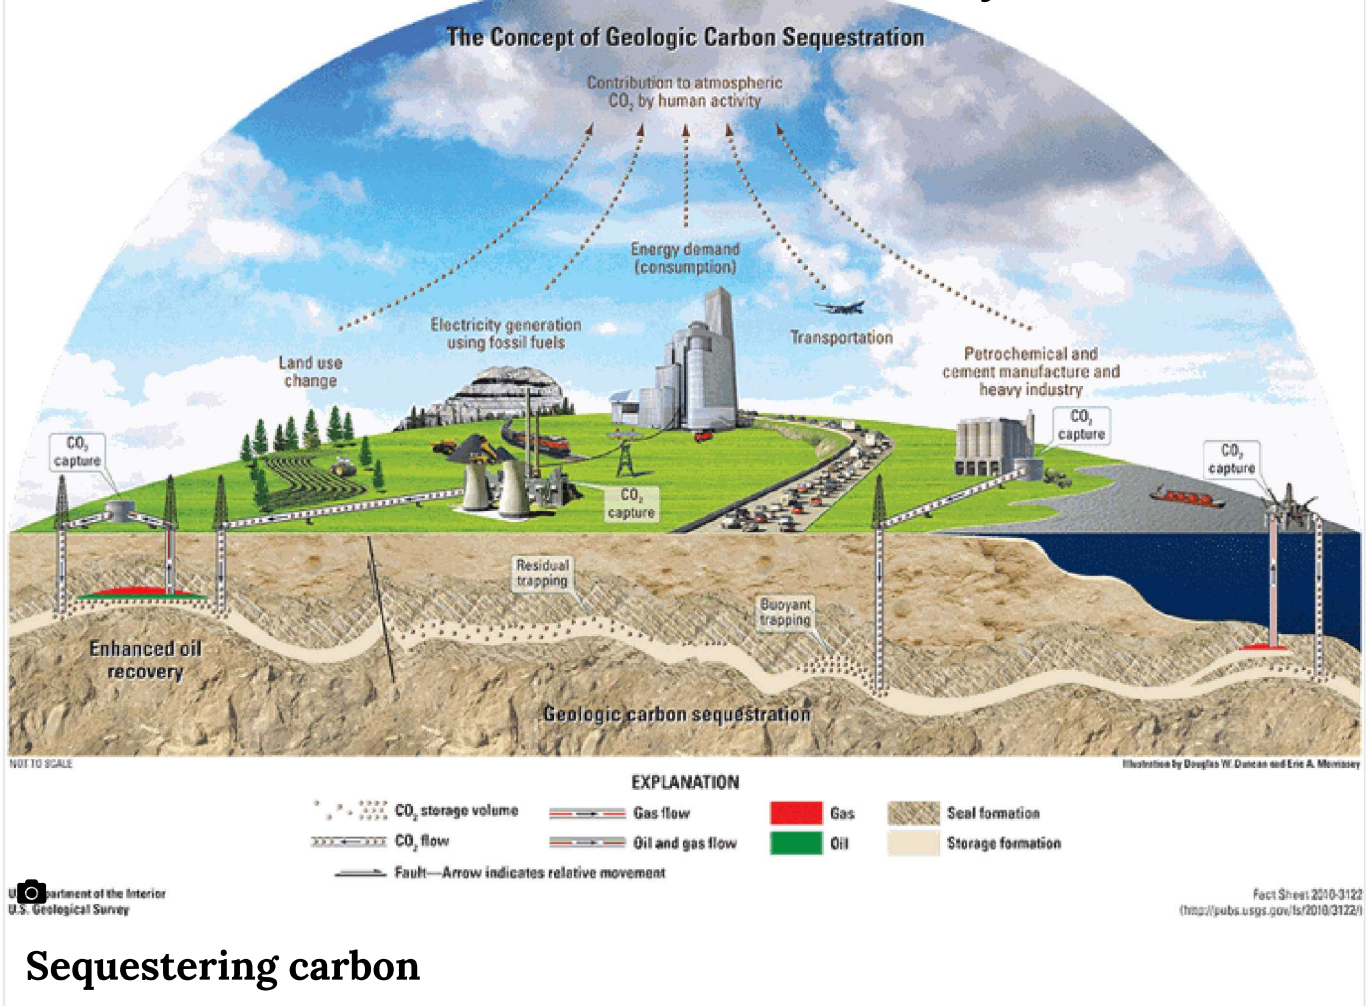 The Concept of Geologic Carbon Sequestration
Contribution to atmospheric
CO₂ by human activity
Energy demand
(consumption)
Electricity generation
using fossil fuels
Transportation
Land use
change
Petrochemical and
cement manufacture and
heavy industry
CO₂
capture
CO₂
capture
CO₂
capture
CO₂
capture
Residual
trapping
Buoyant
trapping
Enhanced oil
recovery
Geologic carbon sequestration
NOT TO SCALE
Illustration by Douglas W. Duncan and Eric A. Morrissey
EXPLANATION
CO₂ storage volume
Gas flow
Gas
Seal formation
CO₂ flow
Oil and gas flow
Oil
Storage formation
Fault—Arrow indicates relative movement
of the Interior
U.S. Geological Survey
Fact Sheet 2010-3122
(http://pubs.usgs.gov/fs/2010/3122/)
Sequestering carbon